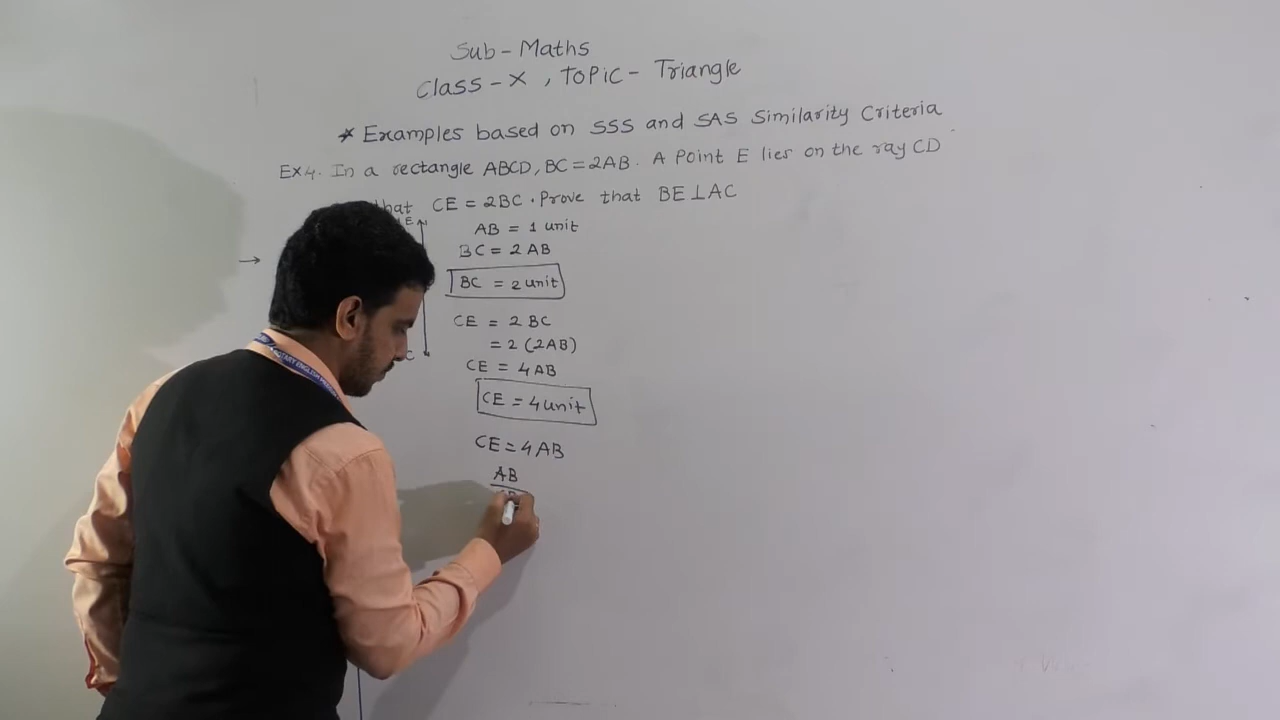 Sub - Maths
Class - X , Topic - Triangle
* Examples based on SSS and SAS Similarity Criteria
Ex 4. In a rectangle ABCD, BC = 2AB. A Point E lies on the ray CD
that CE = 2BC . Prove that BE ⊥ AC
E
AB = 1 unit
BC = 2 AB
→
BC = 2 unit
CE = 2 BC
= 2 (2AB)
C
CE = 4 AB
CE = 4 unit
CE = 4 AB
AB